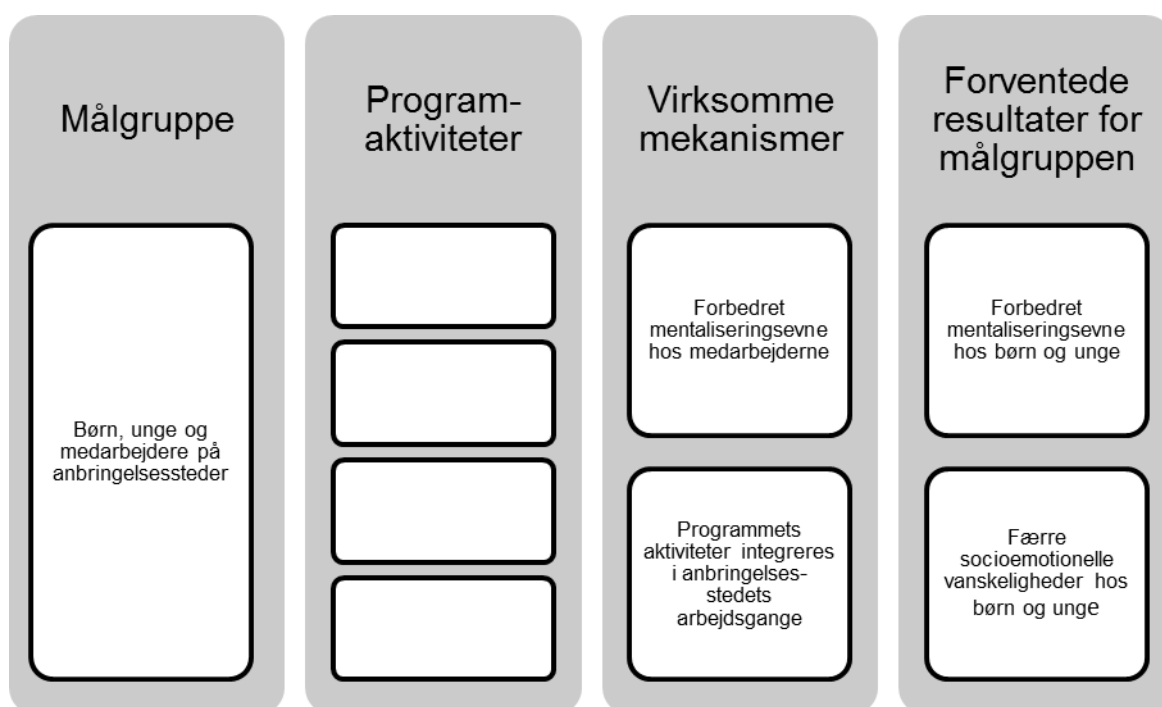 Målgruppe
Børn, unge og
medarbejdere på
anbringelsessteder
Program-
aktiviteter
Virksomme
mekanismer
Forbedret
mentaliseringsevne
hos medarbejderne
Programmets
aktiviteter integreres
i anbringelses-
stedets
arbejdsgange
Forventede
resultater for
målgruppen
Forbedret
mentaliseringsevne
hos børn og unge
Færre
socioemotionelle
vanskeligheder hos
børn og unge